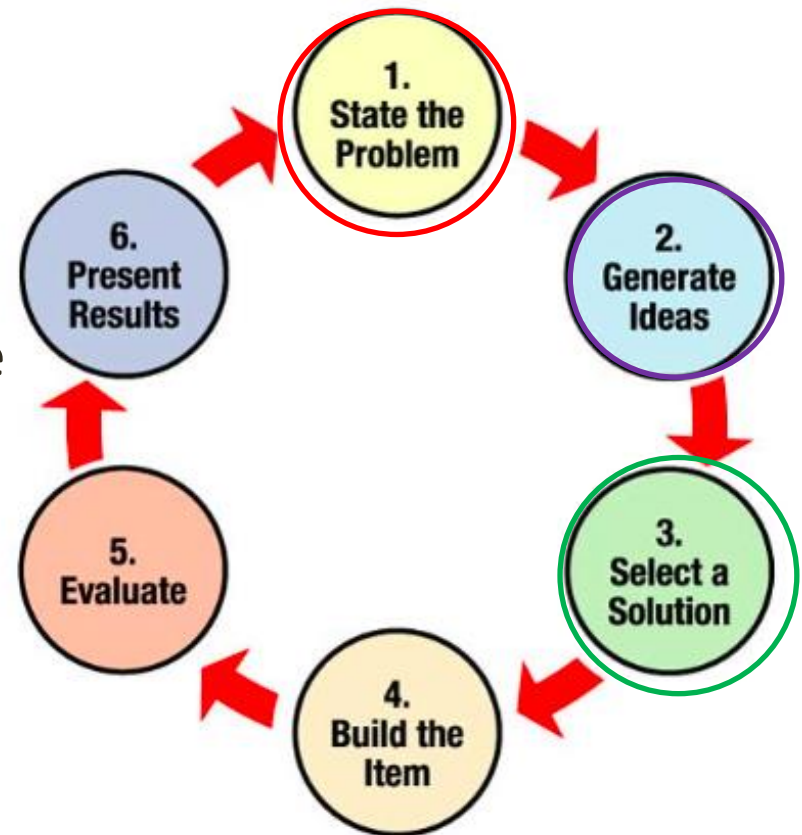 1.
State the
Problem
2.
Generate
Ideas
3.
Select a
Solution
4.
Build the
Item
5.
Evaluate
6.
Present
Results
e